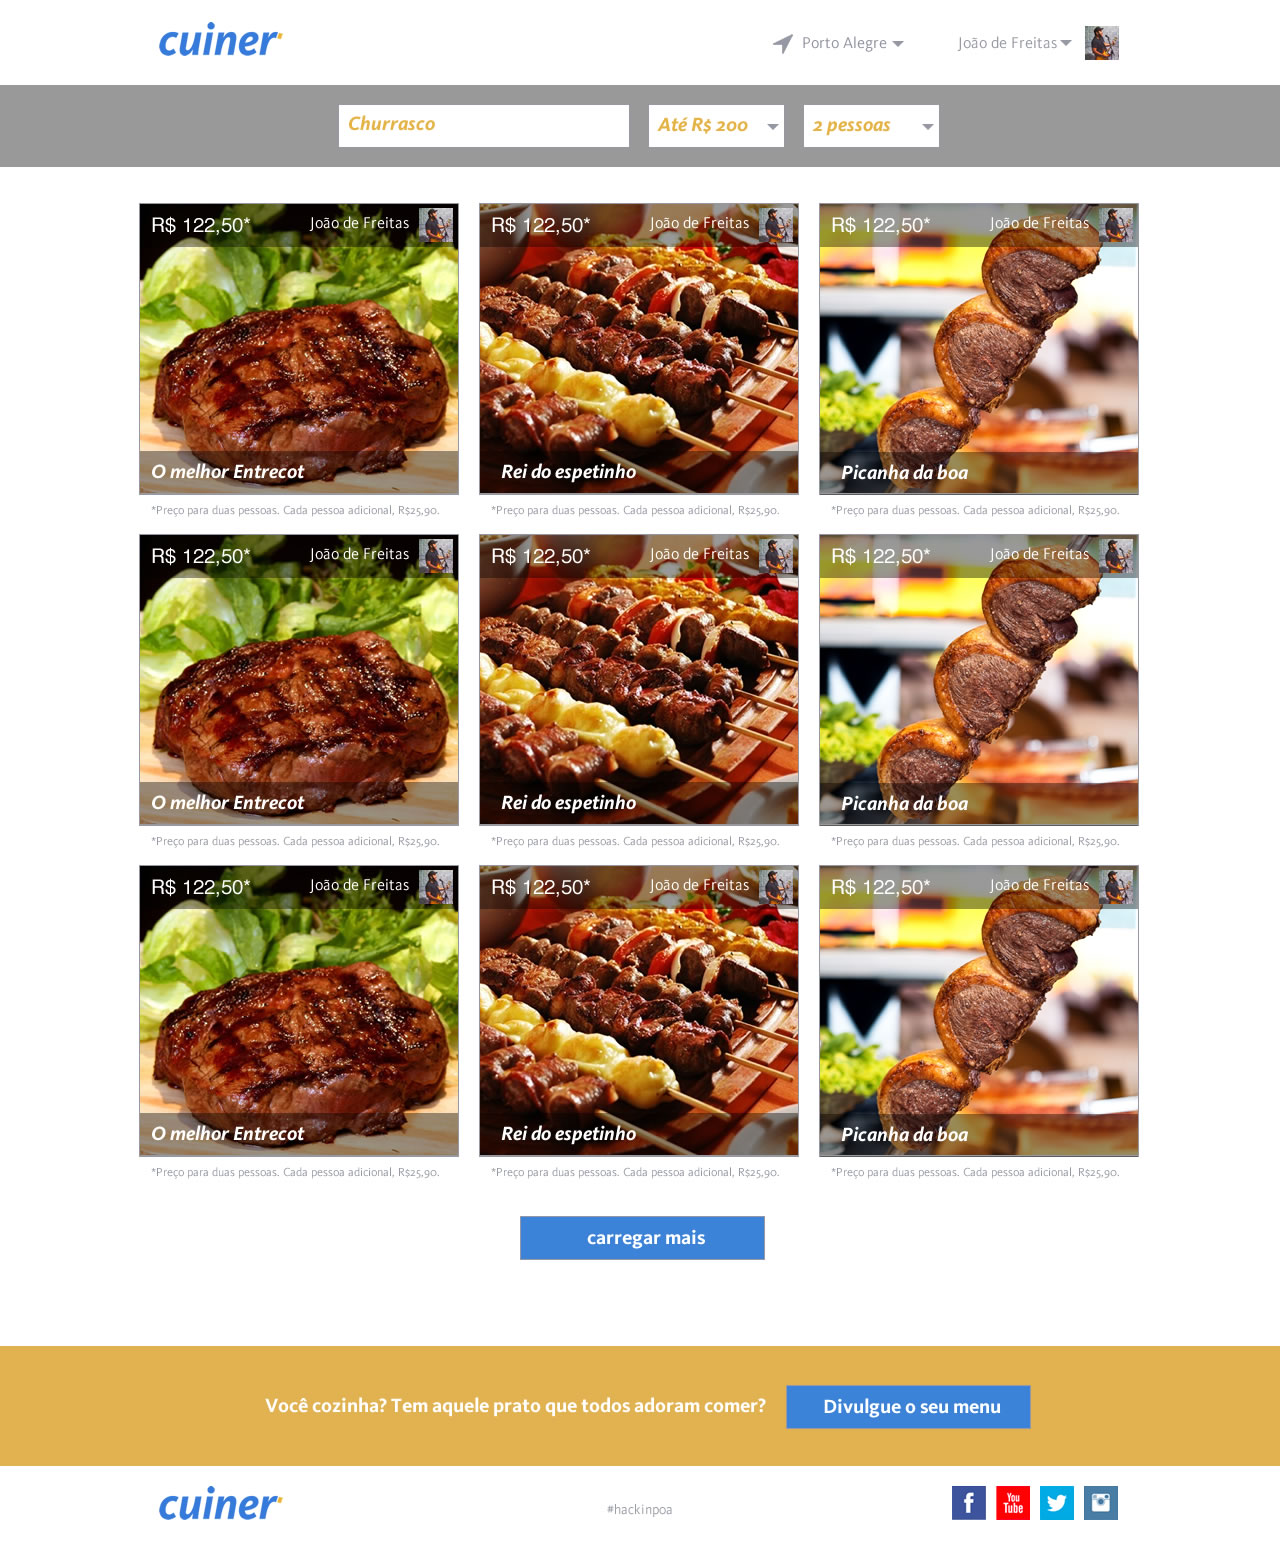 cuiner
Porto Alegre
João de Freitas
Churrasco
Até R$ 200
2 pessoas
R$ 122,50*
João de Freitas
R$ 122,50*
João de Freitas
R$ 122,50*
João de Freitas
O melhor Entrecot
Rei do espetinho
Picanha da boa
*Preço para duas pessoas. Cada pessoa adicional, R$25,90.
*Preço para duas pessoas. Cada pessoa adicional, R$25,90.
*Preço para duas pessoas. Cada pessoa adicional, R$25,90.
R$ 122,50*
João de Freitas
R$ 122,50*
João de Freitas
R$ 122,50*
João de Freitas
O melhor Entrecot
Rei do espetinho
Picanha da boa
*Preço para duas pessoas. Cada pessoa adicional, R$25,90.
*Preço para duas pessoas. Cada pessoa adicional, R$25,90.
*Preço para duas pessoas. Cada pessoa adicional, R$25,90.
R$ 122,50*
João de Freitas
R$ 122,50*
João de Freitas
R$ 122,50*
João de Freitas
O melhor Entrecot
Rei do espetinho
Picanha da boa
*Preço para duas pessoas. Cada pessoa adicional, R$25,90.
*Preço para duas pessoas. Cada pessoa adicional, R$25,90.
*Preço para duas pessoas. Cada pessoa adicional, R$25,90.
carregar mais
Você cozinha? Tem aquele prato que todos adoram comer?
Divulgue o seu menu
cuiner
#hackinpoa
f
You
Tube